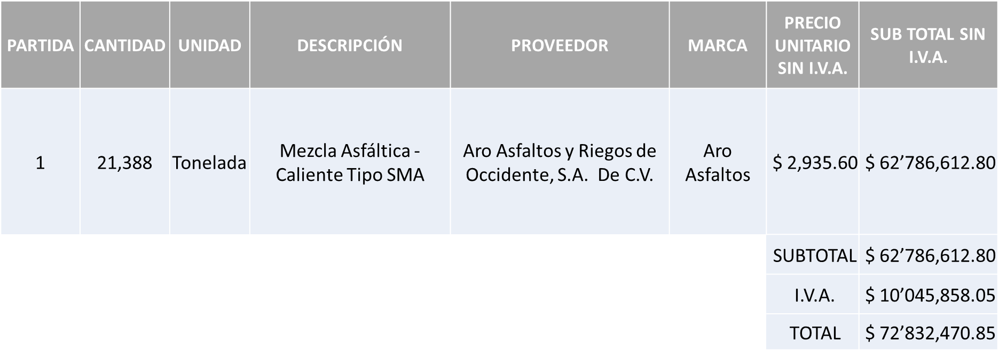 PARTIDA CANTIDAD UNIDAD DESCRIPCIÓN PROVEEDOR MARCA PRECIO UNITARIO SIN I.V.A. SUB TOTAL SIN I.V.A.
1 21,388 Tonelada Mezcla Asfáltica - Caliente Tipo SMA Aro Asfaltos y Riegos de Occidente, S.A. De C.V. Aro Asfaltos $ 2,935.60 $ 62’786,612.80
SUBTOTAL $ 62’786,612.80
I.V.A. $ 10’045,858.05
TOTAL $ 72’832,470.85